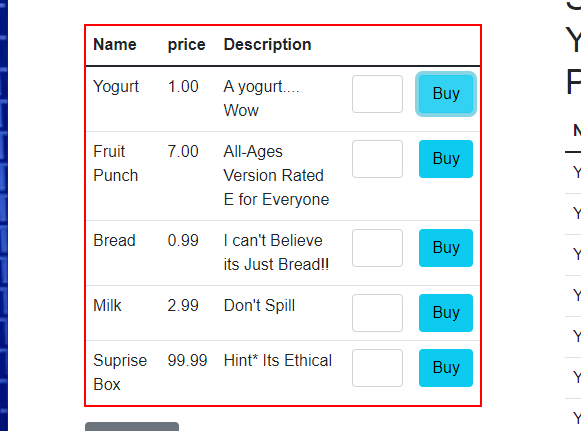 Name price Description
Yogurt 1.00 A yogurt.... Buy
Wow
Fruit 7.00 All-Ages Buy
Punch Version Rated
E for Everyone
Bread 0.99 I can't Believe Buy
its Just Bread!!
Milk 2.99 Don't Spill Buy
Suprise 99.99 Hint* Its Ethical Buy
Box